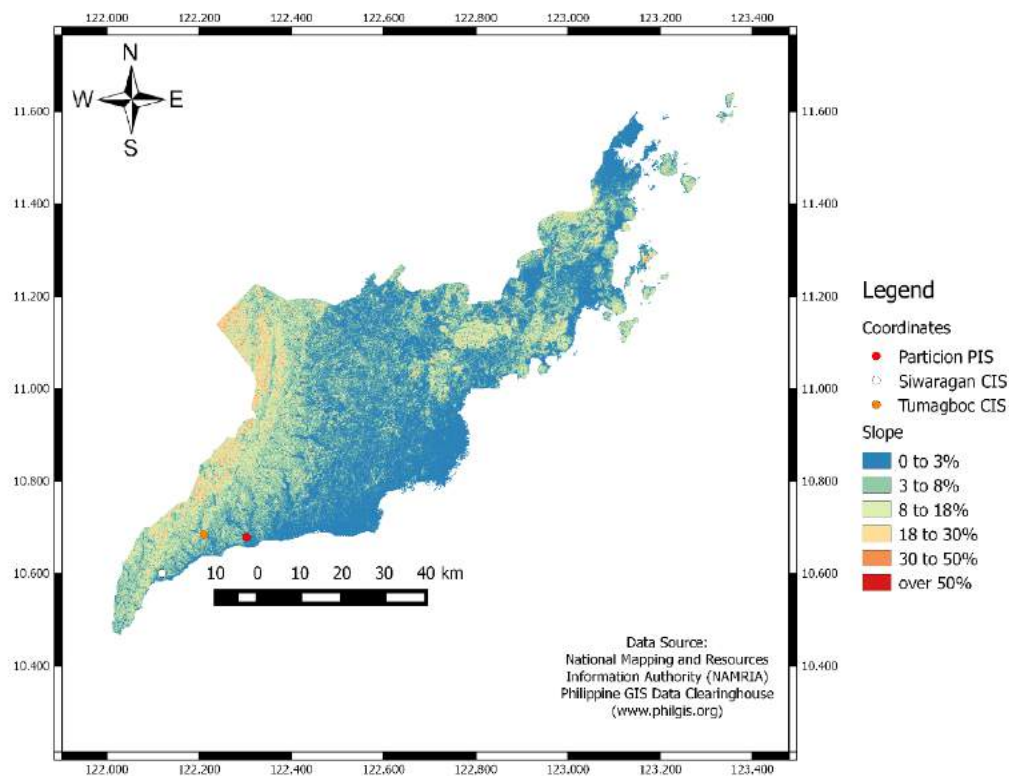 122.000 122.200 122.400 122.600 122.800 123.000 123.200 123.400
N
W E
S
11.600 11.600
11.400 11.400
11.200 11.200
11.000 11.000
10.800 10.800
10.600 10.600
10.400 10.400
10 0 10 20 30 40 km
Data Source:
National Mapping and Resources
Information Authority (NAMRIA)
Philippine GIS Data Clearinghouse
(www.philgis.org)
122.000 122.200 122.400 122.600 122.800 123.000 123.200 123.400
Legend
Coordinates
Particion PIS
Siwaragan CIS
Tumagboc CIS
Slope
0 to 3%
3 to 8%
8 to 18%
18 to 30%
30 to 50%
over 50%